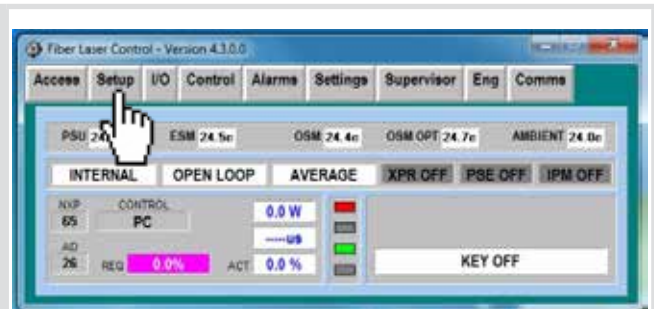 Fiber Laser Control - Version 4.3.0.0
Access Setup I/O Control Alarms Settings Supervisor Eng Comms
PSU ESM 24.5c OSM 24.4c OSM OPT 24.7c AMBIENT 24.0c
INTERNAL OPEN LOOP AVERAGE XPR OFF PSE OFF IPM OFF
NXP CONTROL
65 PC 0.0 W
-----us
AD
26 REQ 0.0% ACT 0.0 % KEY OFF